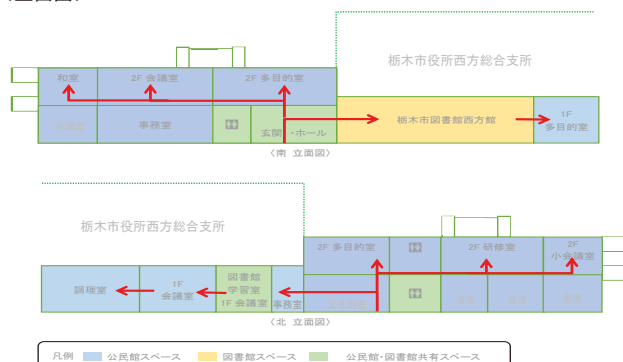 栃木市役所西方総合支所
和室
2F 会議室
2F 多目的室
事務室
玄関・ホール
栃木市図書館西方館
1F
多目的室
〈南 立面図〉
栃木市役所西方総合支所
2F 多目的室
2F 研修室
2F
小会議室
調理室
1F
会議室
図書館
学習室
1F 会議室
事務室
〈北 立面図〉
凡例 公民館スペース 図書館スペース 公民館・図書館共有スペース